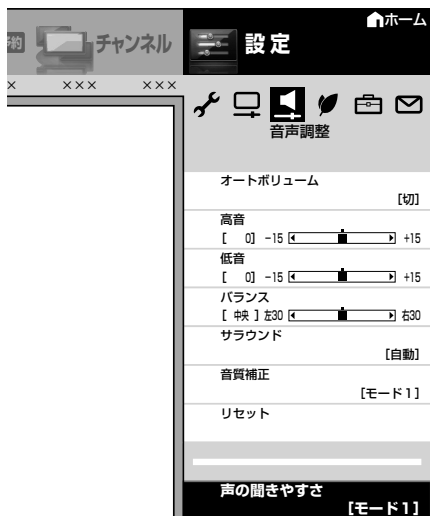 ホーム
予約 チャンネル 設定
× ××× ×××
音声調整
オートボリューム
[切]
高音
[ 0] -15 +15
低音
[ 0] -15 +15
バランス
[ 中央 ] 左30 右30
サラウンド
[自動]
音質補正
[モード1]
リセット
声の聞きやすさ
[モード1]